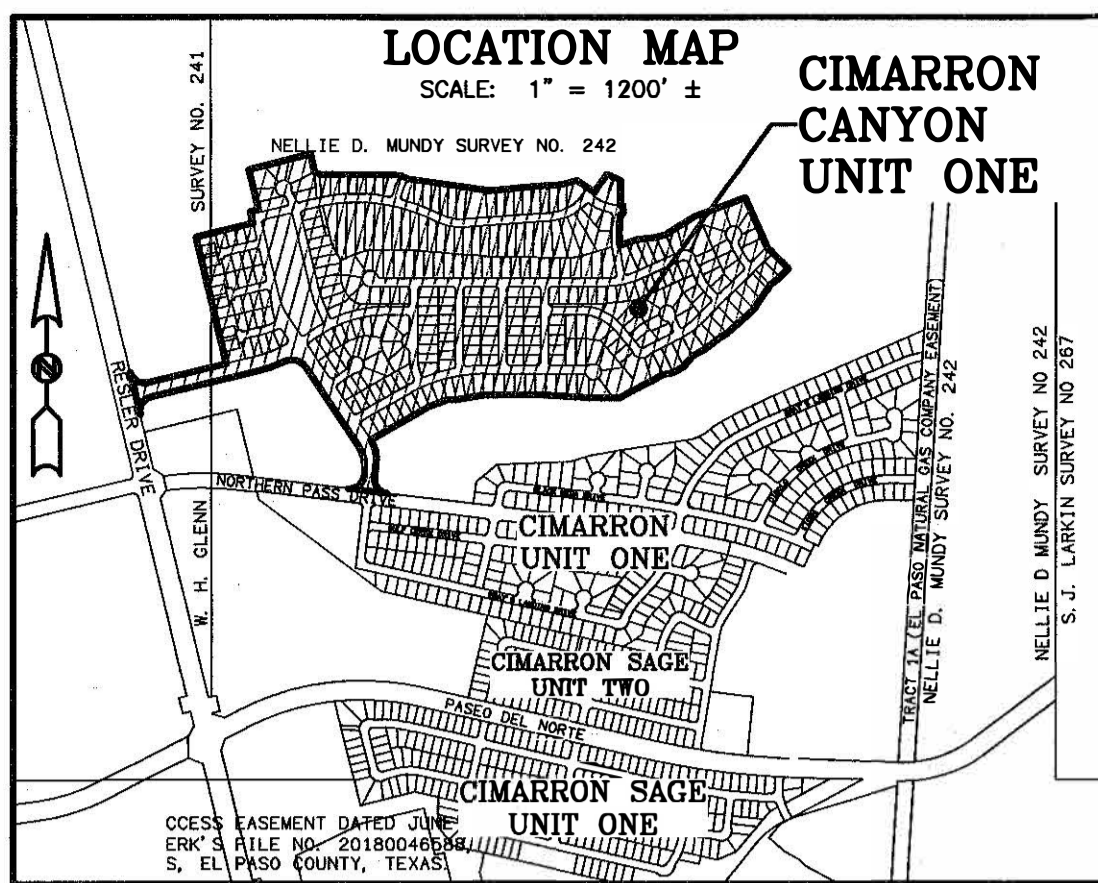 LOCATION MAP
SCALE: 1" = 1200' ±
CIMARRON
CANYON
UNIT ONE
NELLIE D. MUNDY SURVEY NO. 242
SURVEY NO. 241
W. H. GLENN
N
RESLER DRIVE
NORTHERN PASS DRIVE
CIMARRON
UNIT ONE
CIMARRON SAGE
UNIT TWO
PASEO DEL NORTE
CIMARRON SAGE
UNIT ONE
TRACT 1A (EL PASO NATURAL GAS COMPANY EASEMENT)
NELLIE D. MUNDY SURVEY NO. 242
NELLIE D MUNDY SURVEY NO 242
S. J. LARKIN SURVEY NO 267
CCESS EASEMENT DATED JUNE
ERK'S FILE NO. 20180046588,
S, EL PASO COUNTY, TEXAS.